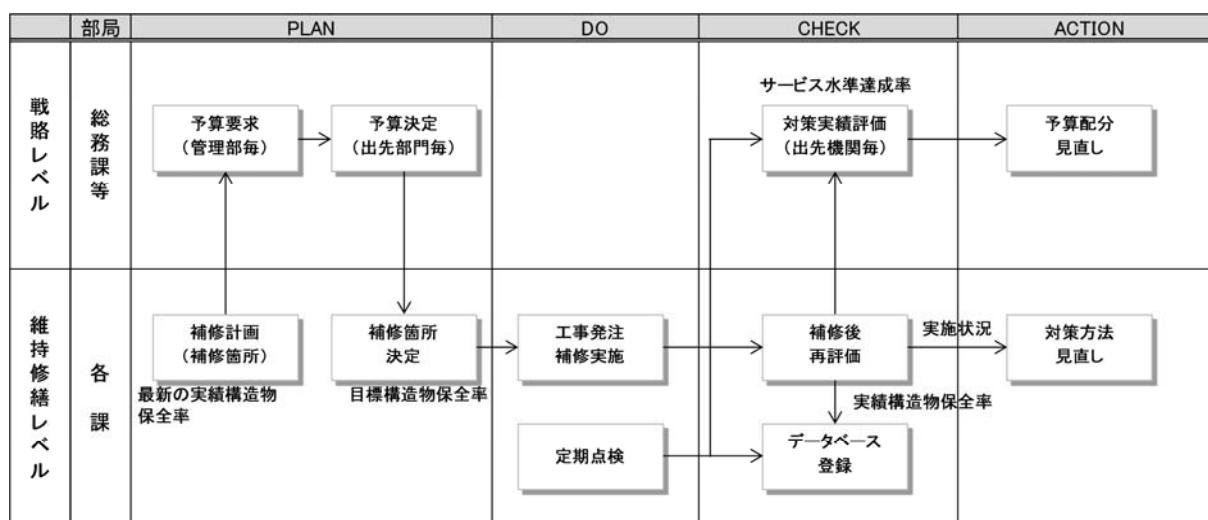 部局
PLAN
DO
CHECK
ACTION
戦略レベル
総務課等
予算要求
（管理部毎）
予算決定
（出先部門毎）
サービス水準達成率
対策実績評価
（出先機関毎）
予算配分
見直し
維持修繕レベル
各課
補修計画
（補修箇所）
最新の実績構造物
保全率
補修箇所
決定
目標構造物保全率
工事発注
補修実施
補修後
再評価
実施状況
対策方法
見直し
実績構造物保全率
定期点検
データベース
登録